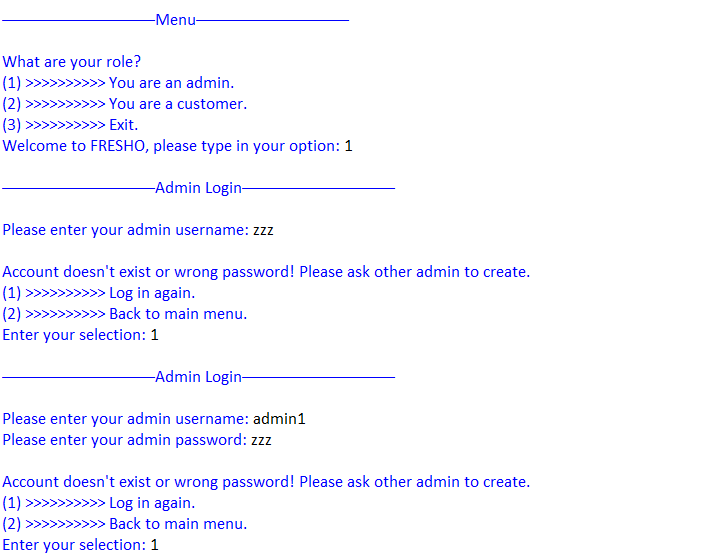 ———————————Menu———————————
What are your role?
(1) >>>>>>>>>> You are an admin.
(2) >>>>>>>>>> You are a customer.
(3) >>>>>>>>>> Exit.
Welcome to FRESHO, please type in your option: 1
———————————Admin Login———————————
Please enter your admin username: zzz
Account doesn't exist or wrong password! Please ask other admin to create.
(1) >>>>>>>>>> Log in again.
(2) >>>>>>>>>> Back to main menu.
Enter your selection: 1
———————————Admin Login———————————
Please enter your admin username: admin1
Please enter your admin password: zzz
Account doesn't exist or wrong password! Please ask other admin to create.
(1) >>>>>>>>>> Log in again.
(2) >>>>>>>>>> Back to main menu.
Enter your selection: 1